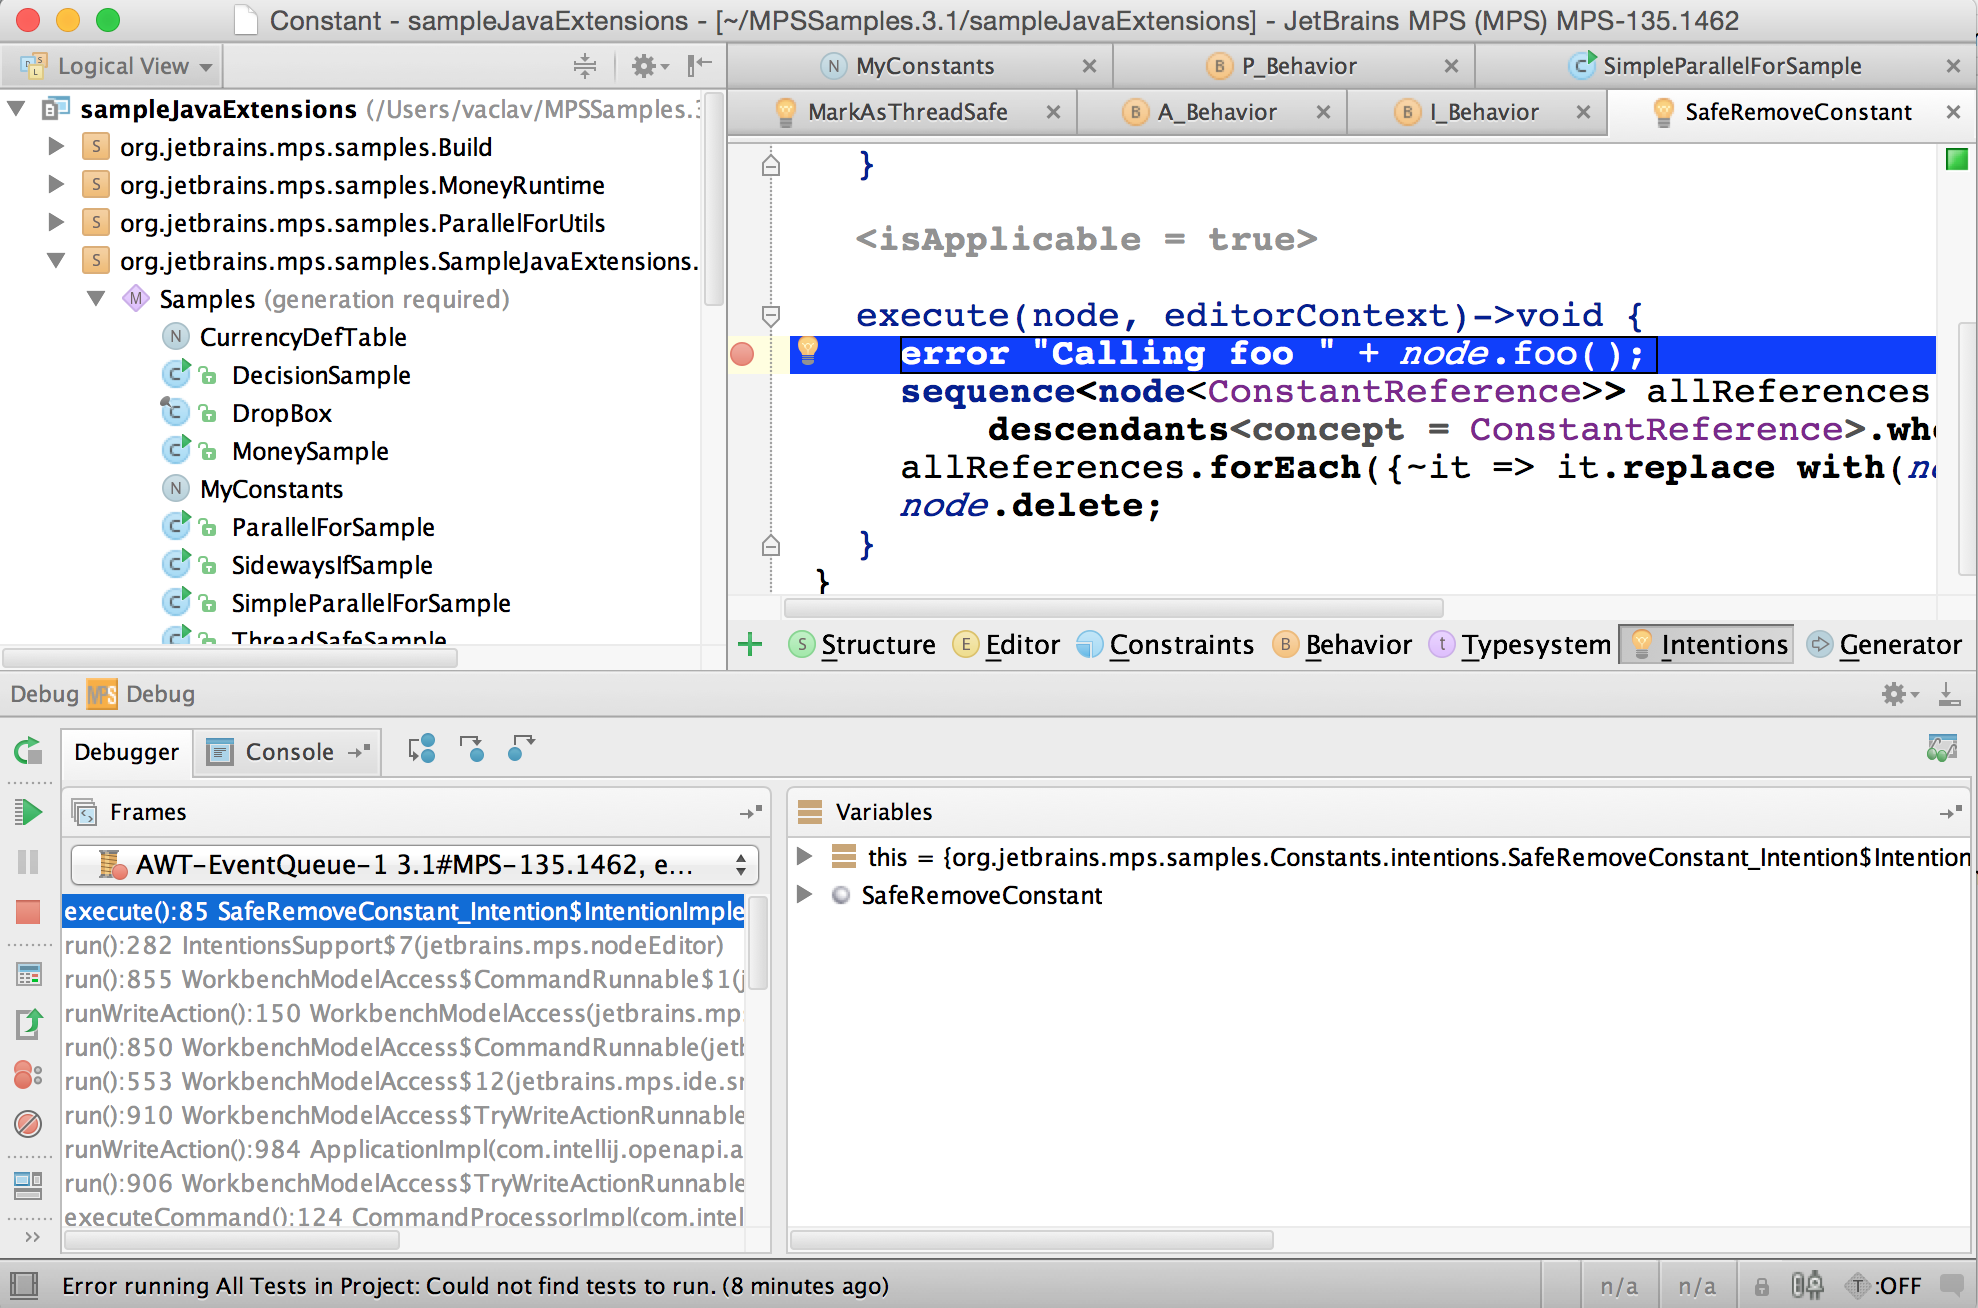 Constant - sampleJavaExtensions - [~/MPSSamples.3.1/sampleJavaExtensions] - JetBrains MPS (MPS) MPS-135.1462
Logical View
sampleJavaExtensions (/Users/vaclav/MPSSamples.3
org.jetbrains.mps.samples.Build
org.jetbrains.mps.samples.MoneyRuntime
org.jetbrains.mps.samples.ParallelForUtils
org.jetbrains.mps.samples.SampleJavaExtensions.
M Samples (generation required)
N CurrencyDefTable
DecisionSample
DropBox
MoneySample
N MyConstants
ParallelForSample
SidewaysIfSample
SimpleParallelForSample
ThreadSafeSample
N MyConstants
B P_Behavior
C SimpleParallelForSample
MarkAsThreadSafe
B A_Behavior
B I_Behavior
SafeRemoveConstant
}
<isApplicable = true>
execute(node, editorContext)->void {
error "Calling foo " + node.foo();
sequence<node<ConstantReference>> allReferences
descendants<concept = ConstantReference>.whe
allReferences.forEach({~it => it.replace with(no
node.delete;
}
}
S Structure E Editor Constraints B Behavior t Typesystem Intentions Generator
Debug MPS Debug
Debugger Console
Frames
AWT-EventQueue-1 3.1#MPS-135.1462, e...
execute():85 SafeRemoveConstant_Intention$IntentionImple
run():282 IntentionsSupport$7(jetbrains.mps.nodeEditor)
run():855 WorkbenchModelAccess$CommandRunnable$1(j
runWriteAction():150 WorkbenchModelAccess(jetbrains.mp
run():850 WorkbenchModelAccess$CommandRunnable(jetb
run():553 WorkbenchModelAccess$12(jetbrains.mps.ide.sm
run():910 WorkbenchModelAccess$TryWriteActionRunnable
runWriteAction():984 ApplicationImpl(com.intellij.openapi.a
run():906 WorkbenchModelAccess$TryWriteActionRunnable
executeCommand():124 CommandProcessorImpl(com.intel
Variables
this = {org.jetbrains.mps.samples.Constants.intentions.SafeRemoveConstant_Intention$Intention
SafeRemoveConstant
Error running All Tests in Project: Could not find tests to run. (8 minutes ago)
n/a
n/a
T :OFF